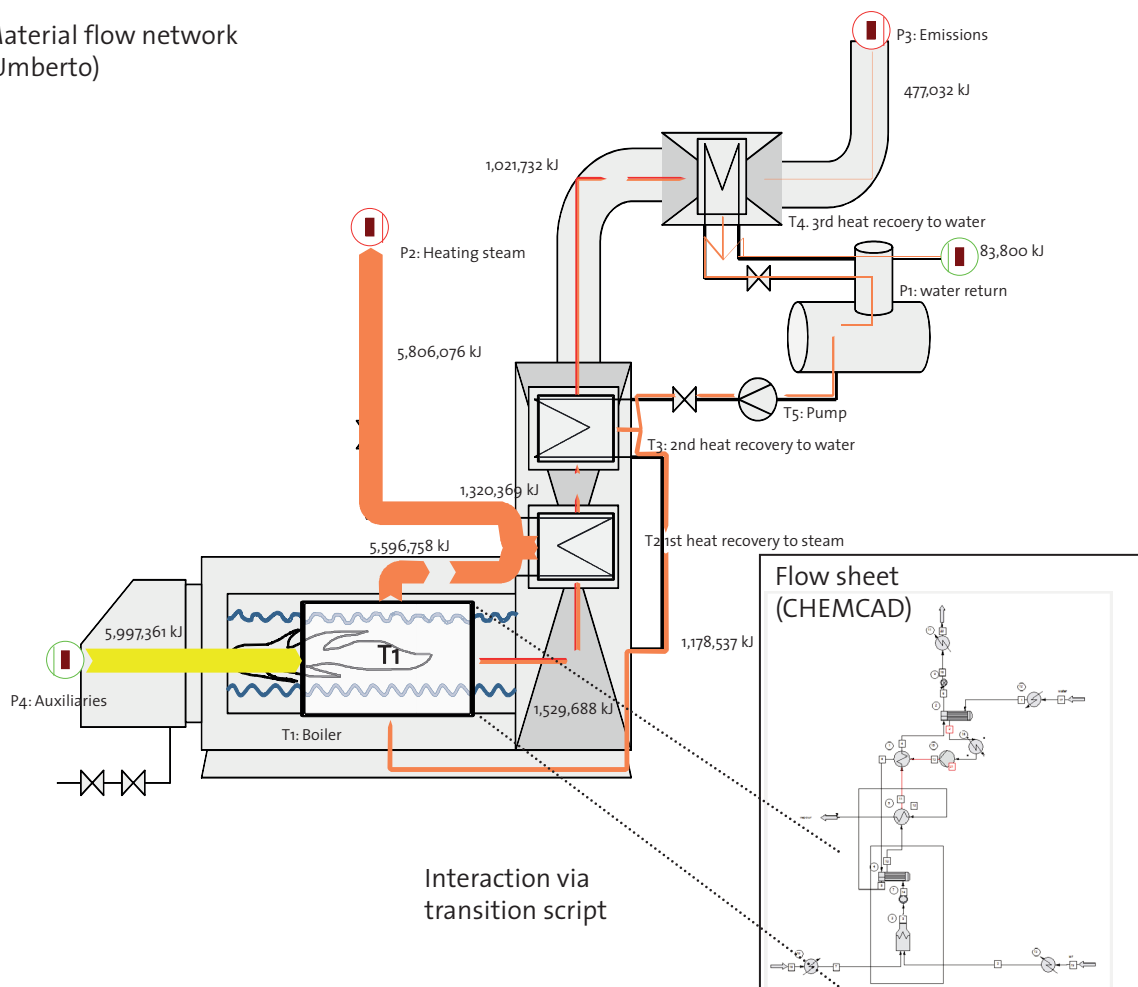 Material flow network
Umberto)
P3: Emissions
477,032 kJ
1,021,732 kJ
T4. 3rd heat recoery to water
P2: Heating steam
83,800 kJ
P1: water return
5,806,076 kJ
T5: Pump
T3: 2nd heat recovery to water
1,320,369 kJ
T2 1st heat recovery to steam
5,596,758 kJ
Flow sheet
(CHEMCAD)
5,997,361 kJ
T1
1,178,537 kJ
P4: Auxiliaries
1,529,688 kJ
T1: Boiler
Interaction via
transition script